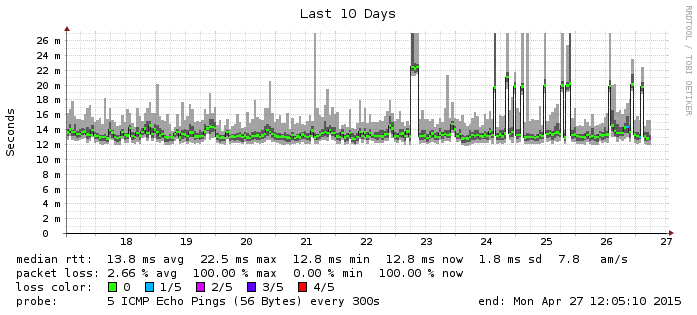 Last 10 Days
RRDTOOL / TOBI OETIKER
Seconds
26 m
24 m
22 m
20 m
18 m
16 m
14 m
12 m
10 m
8 m
6 m
4 m
2 m
0
18 19 20 21 22 23 24 25 26 27
median rtt: 13.8 ms avg 22.5 ms max 12.8 ms min 12.8 ms now 1.8 ms sd 7.8 am/s
packet loss: 2.66 % avg 100.00 % max 0.00 % min 100.00 % now
loss color: 0 1/5 2/5 3/5 4/5
probe: 5 ICMP Echo Pings (56 Bytes) every 300s end: Mon Apr 27 12:05:10 2015